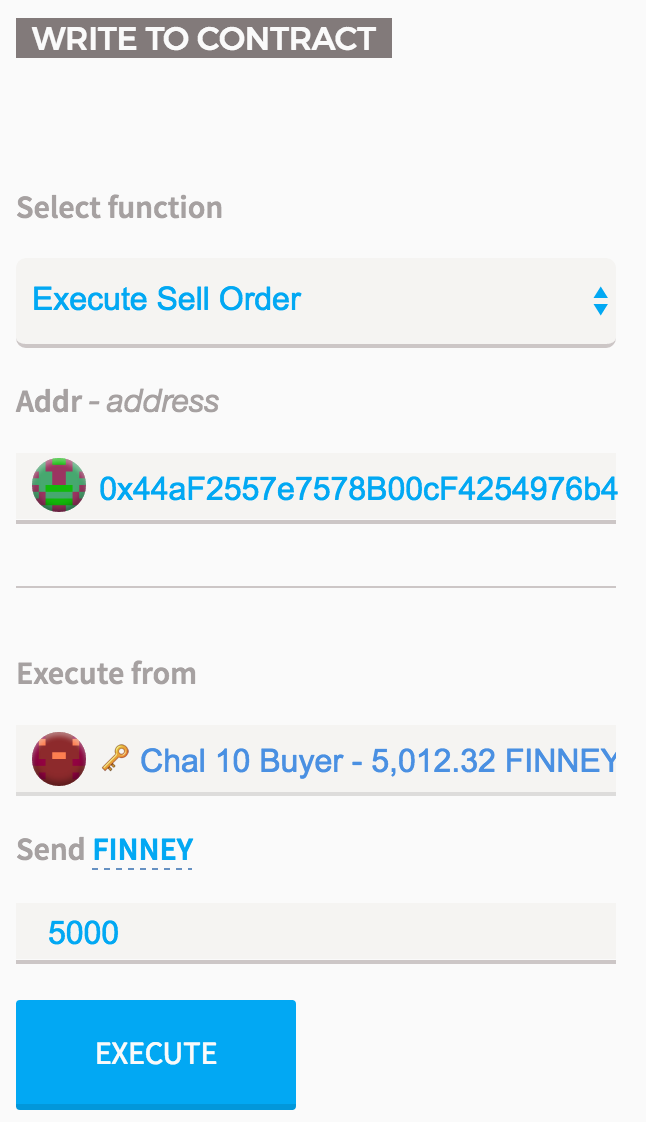 WRITE TO CONTRACT
Select function
Execute Sell Order
Addr - address
0x44aF2557e7578B00cF4254976b4
Execute from
Chal 10 Buyer - 5,012.32 FINNEY
Send FINNEY
5000
EXECUTE